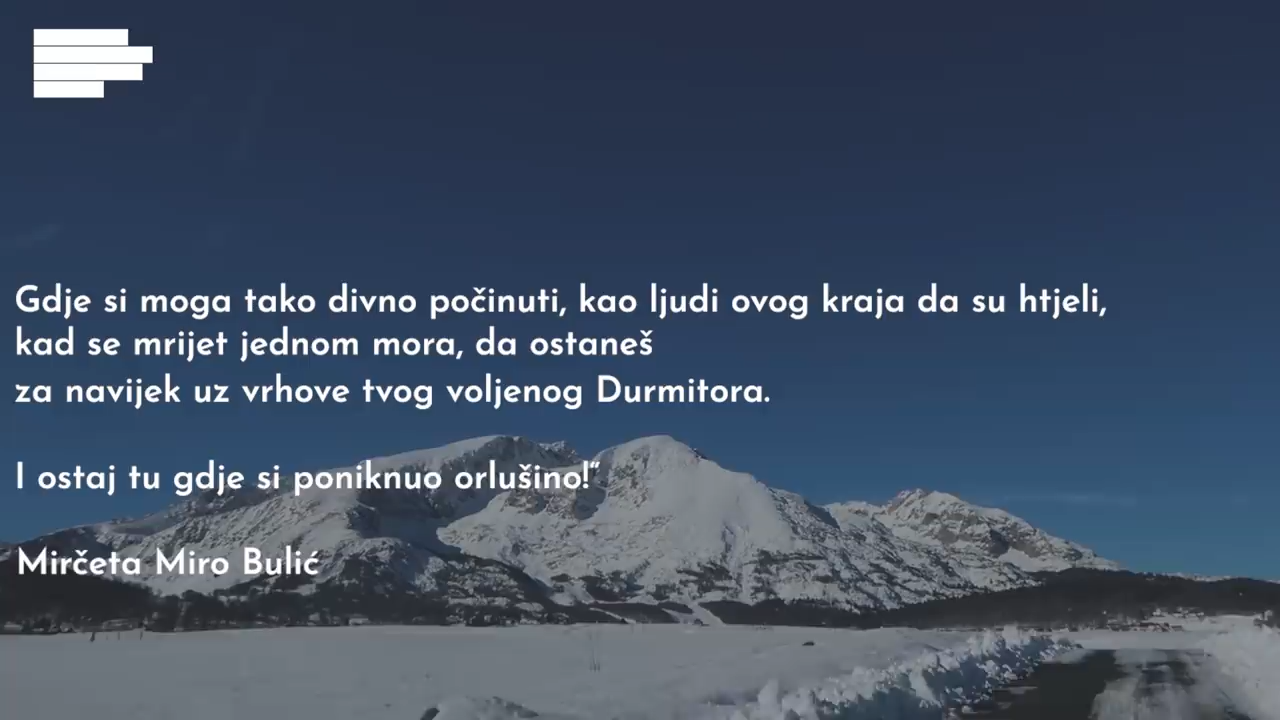 Gdje si moga tako divno počinuti, kao ljudi ovog kraja da su htjeli,
kad se mrijet jednom mora, da ostaneš
za navijek uz vrhove tvog voljenog Durmitora.
I ostaj tu gdje si poniknuo orlušino!“
Mirčeta Miro Bulić